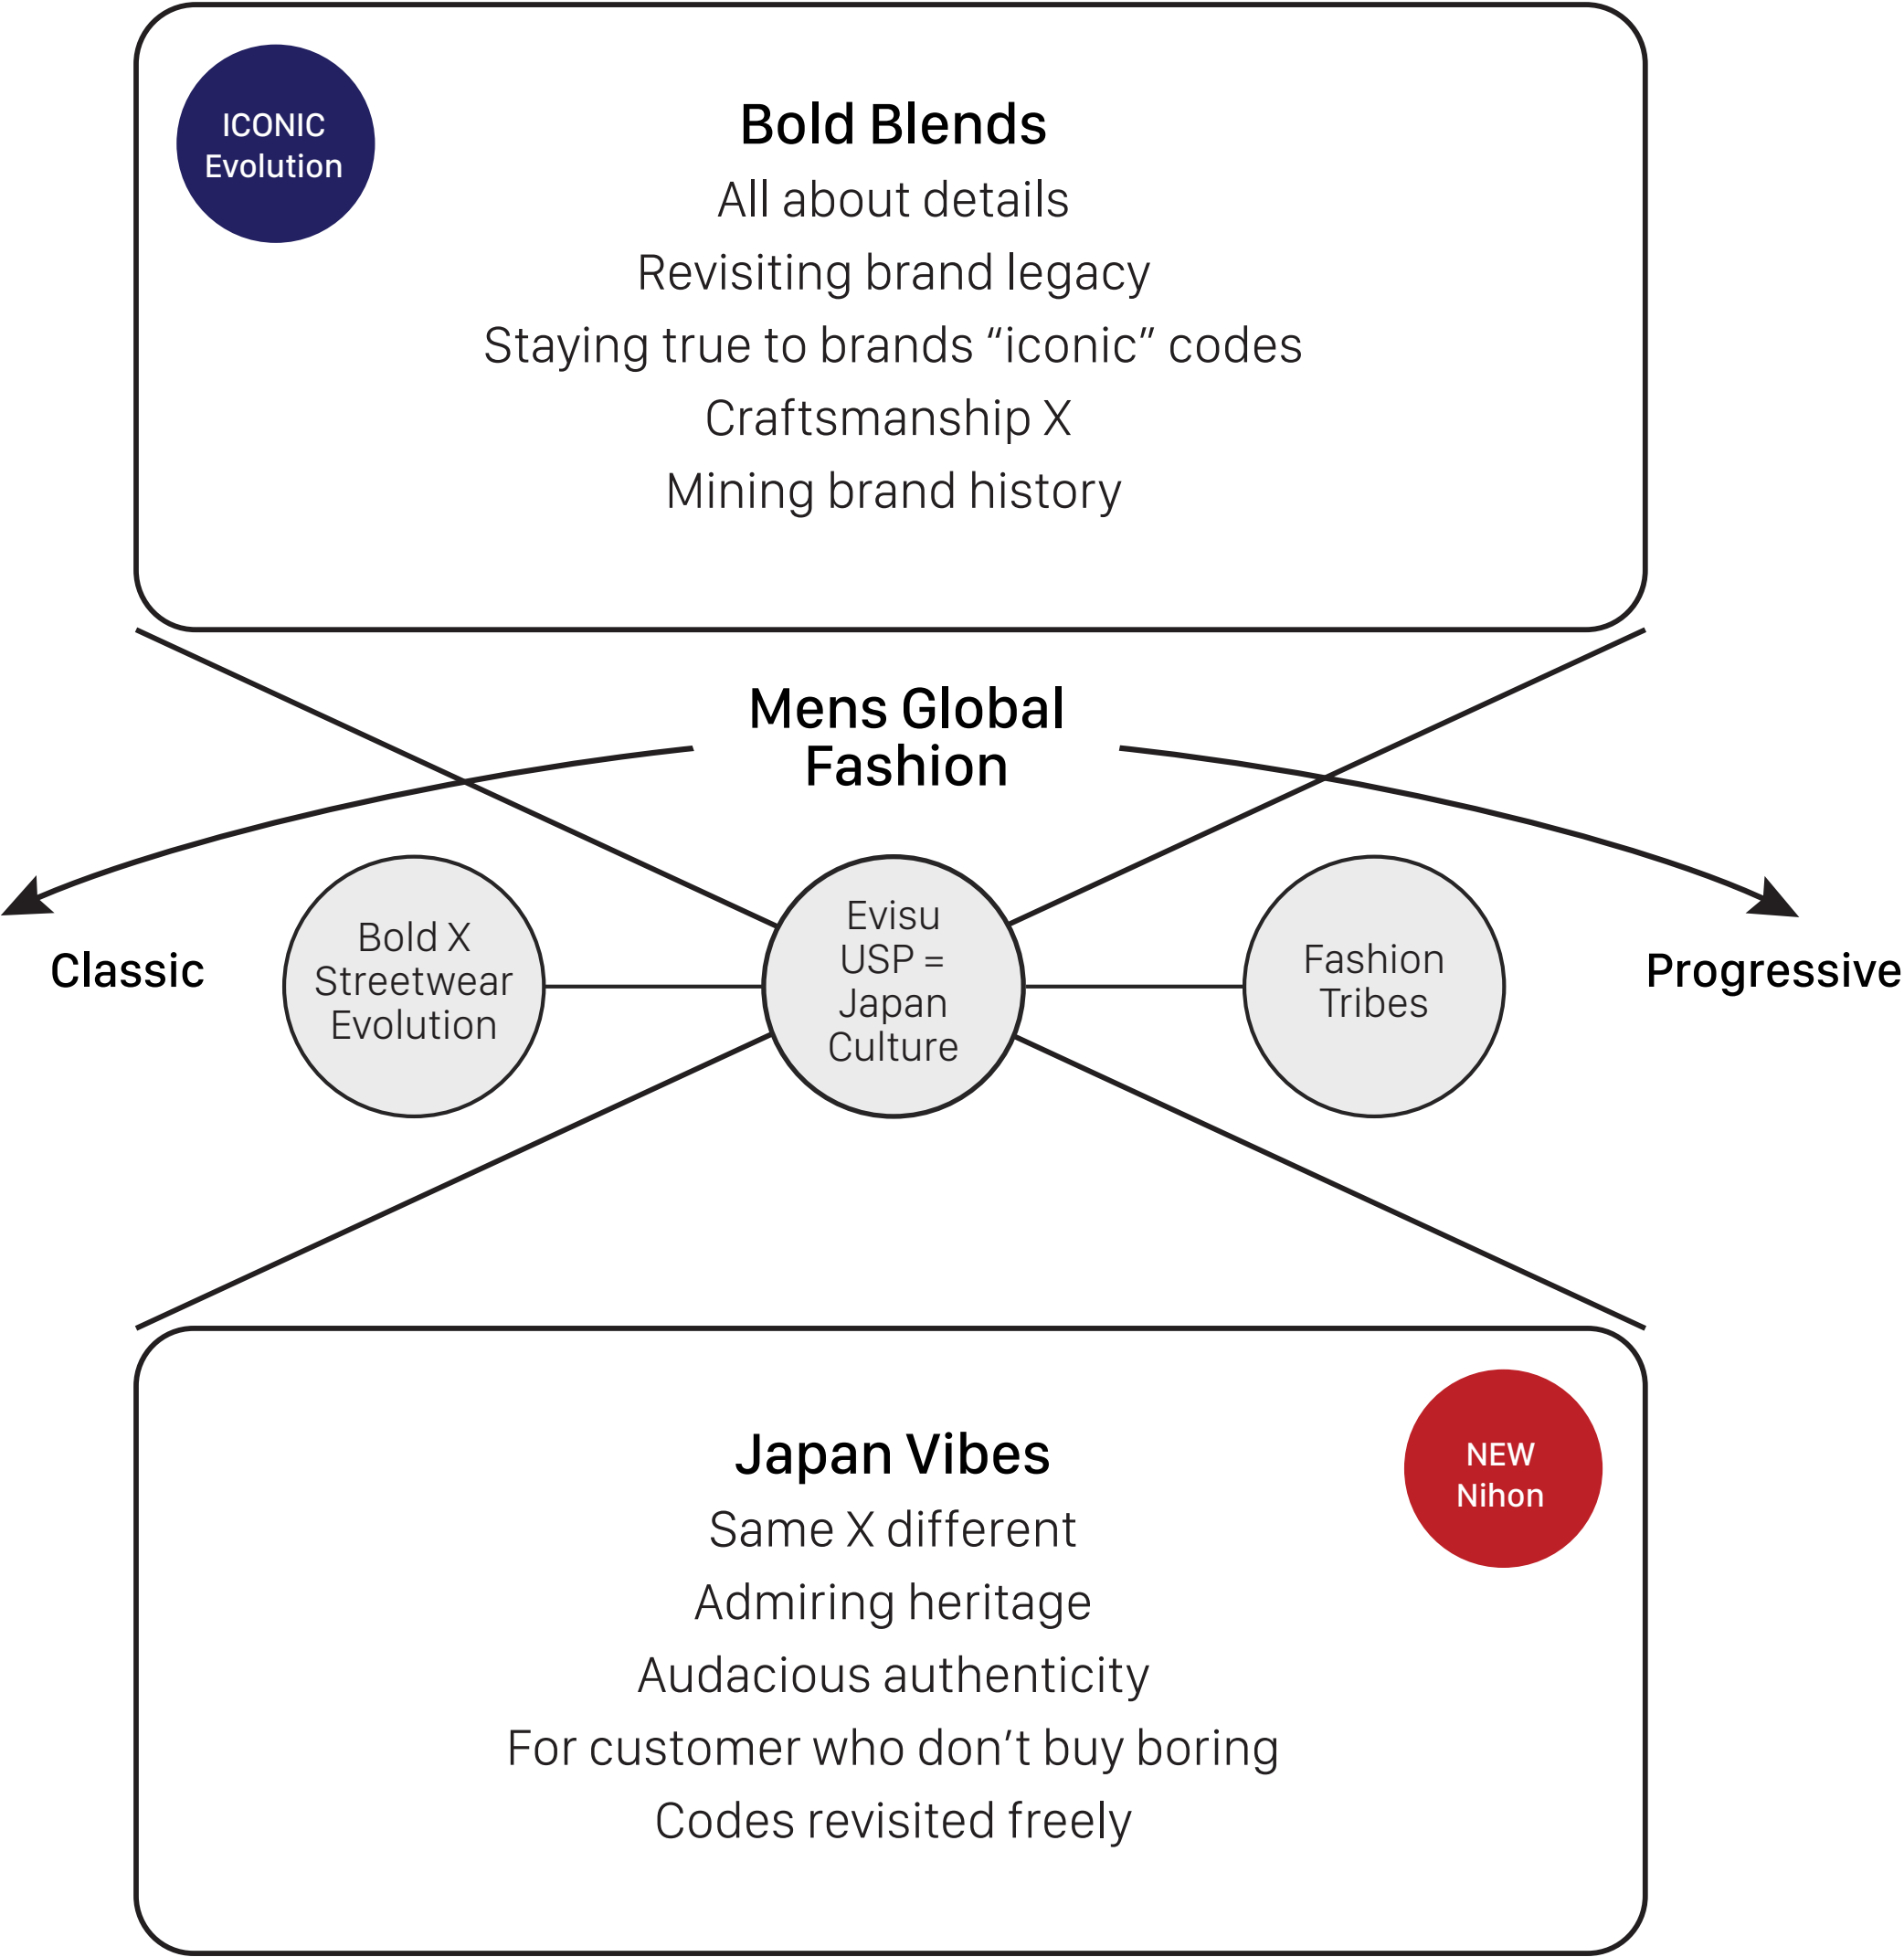 ICONIC
Evolution
Bold Blends
All about details
Revisiting brand legacy
Staying true to brands “iconic” codes
Craftsmanship X
Mining brand history
Mens Global
Fashion
Classic
Bold X
Streetwear
Evolution
Evisu
USP =
Japan
Culture
Fashion
Tribes
Progressive
Japan Vibes
Same X different
Admiring heritage
Audacious authenticity
For customer who don’t buy boring
Codes revisited freely
NEW
Nihon